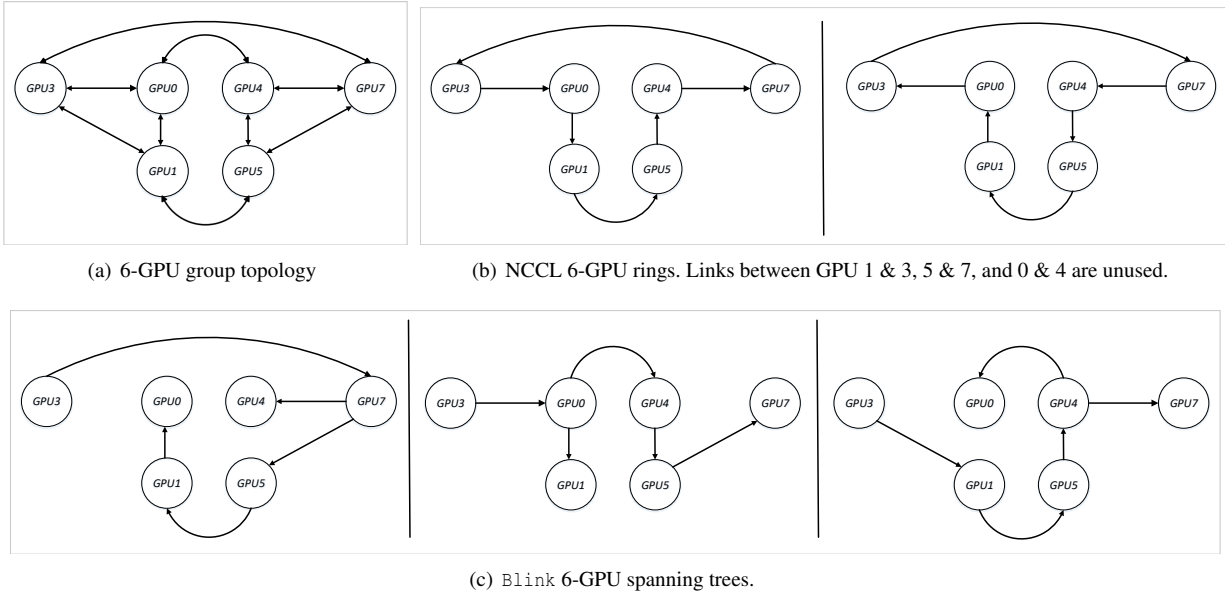 GPU3 GPU0 GPU4 GPU7
GPU1 GPU5
(a) 6-GPU group topology
GPU3 GPU0 GPU4 GPU7
GPU1 GPU5
GPU3 GPU0 GPU4 GPU7
GPU1 GPU5
(b) NCCL 6-GPU rings. Links between GPU 1 & 3, 5 & 7, and 0 & 4 are unused.
GPU3 GPU0 GPU4 GPU7
GPU1 GPU5
GPU3 GPU0 GPU4 GPU7
GPU1 GPU5
GPU3 GPU0 GPU4 GPU7
GPU1 GPU5
(c) Blink 6-GPU spanning trees.